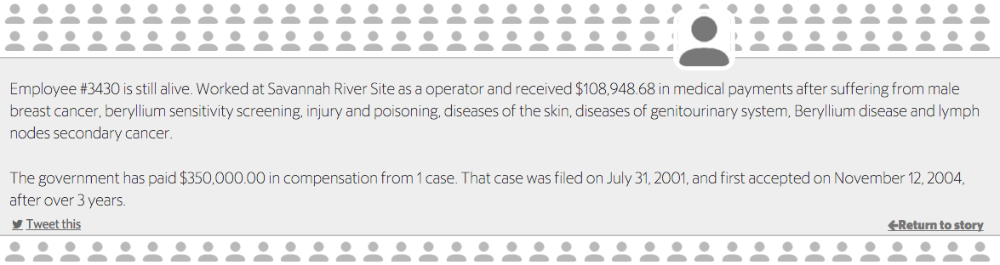 Employee #3430 is still alive. Worked at Savannah River Site as a operator and received $108,948.68 in medical payments after suffering from male
breast cancer, beryllium sensitivity screening, injury and poisoning, diseases of the skin, diseases of genitourinary system, Beryllium disease and lymph
nodes secondary cancer.
The government has paid $350,000.00 in compensation from 1 case. That case was filed on July 31, 2001, and first accepted on November 12, 2004,
after over 3 years.
Tweet this
←Return to story